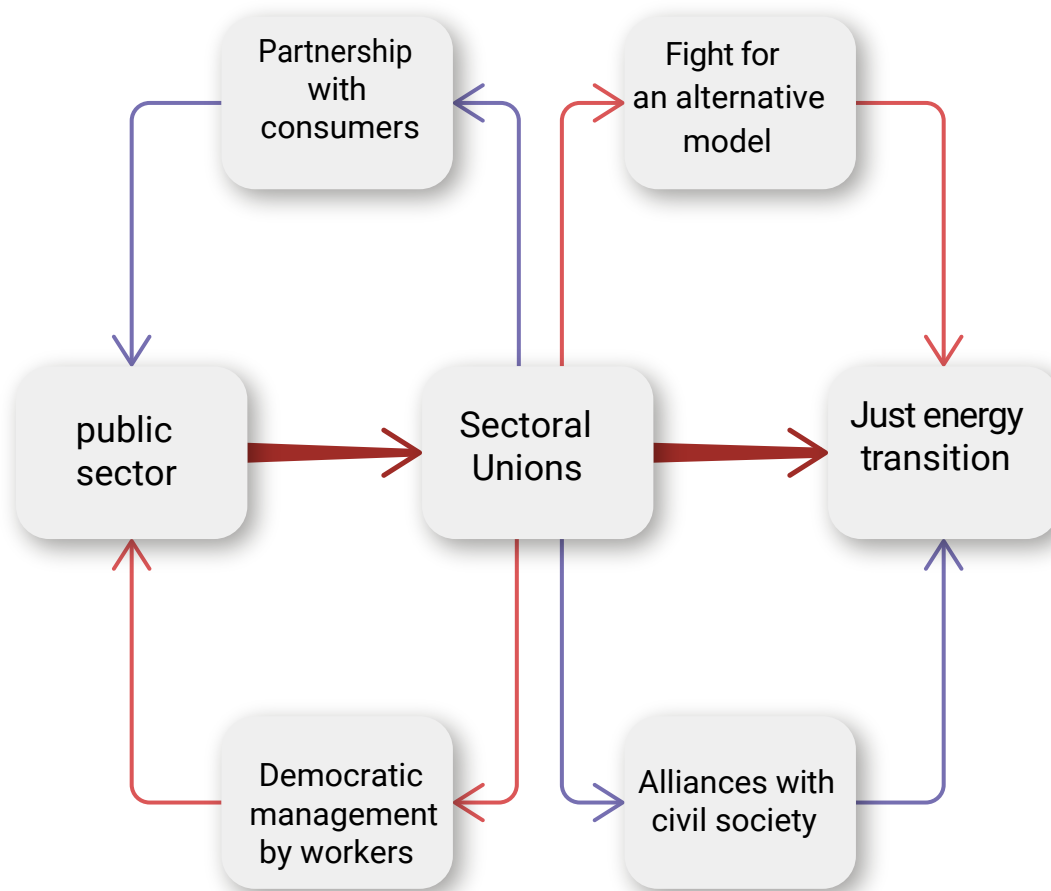 Partnership
with
consumers
Fight for
an alternative
model
public
sector
Sectoral
Unions
Just energy
transition
Democratic
management
by workers
Alliances with
civil society